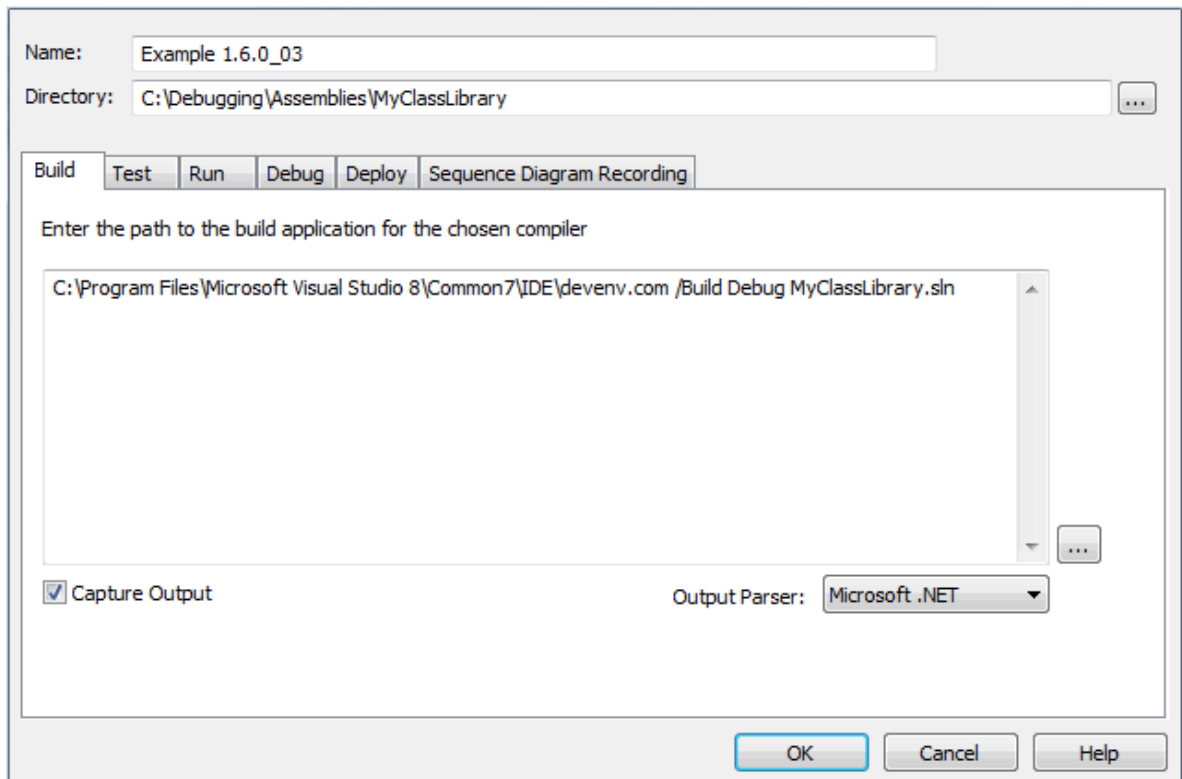 Name: Example 1.6.0_03
Directory: C:\Debugging\Assemblies\MyClassLibrary ...
Build Test Run Debug Deploy Sequence Diagram Recording
Enter the path to the build application for the chosen compiler
C:\Program Files\Microsoft Visual Studio 8\Common7\IDE\devenv.com /Build Debug MyClassLibrary.sln
...
Capture Output Output Parser: Microsoft .NET
OK Cancel Help